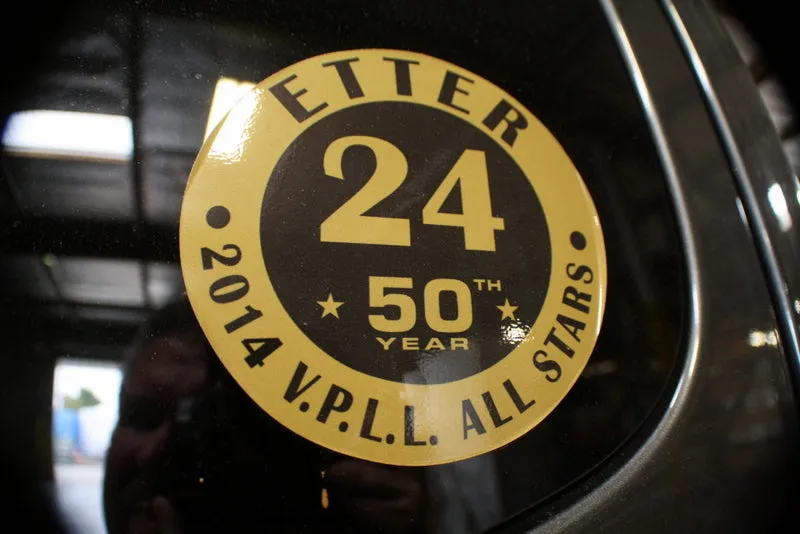 ETTER
24
50TH
YEAR
2014 V.P.L.L. ALL STARS